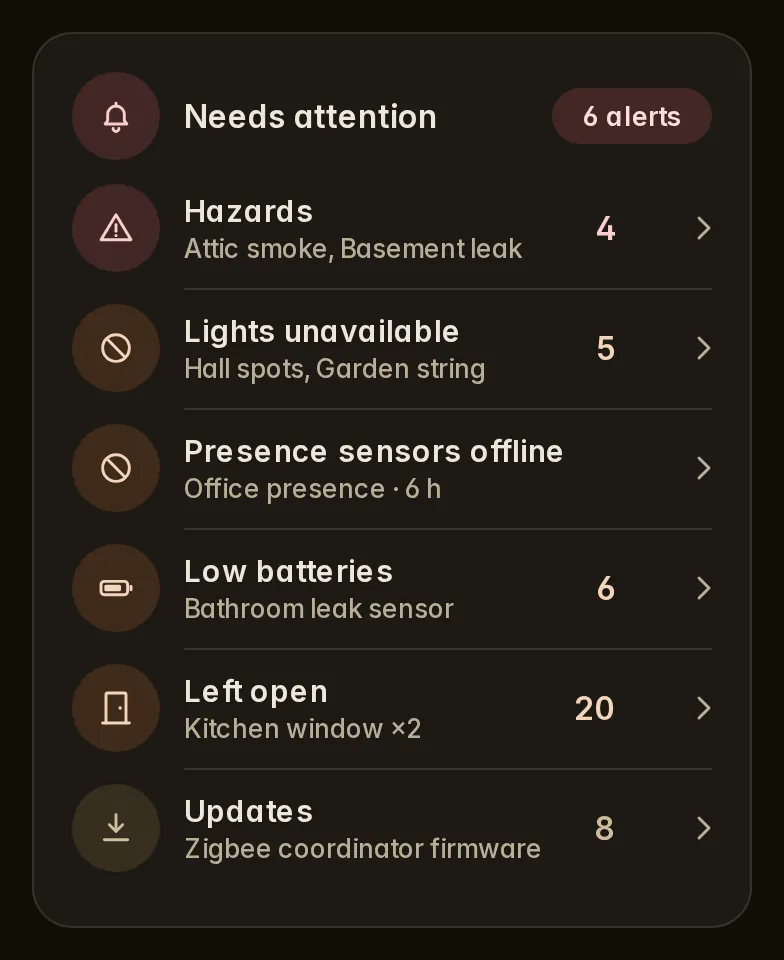 Needs attention
6 alerts
Hazards
Attic smoke, Basement leak
4
Lights unavailable
Hall spots, Garden string
5
Presence sensors offline
Office presence · 6 h
Low batteries
Bathroom leak sensor
6
Left open
Kitchen window ×2
20
Updates
Zigbee coordinator firmware
8